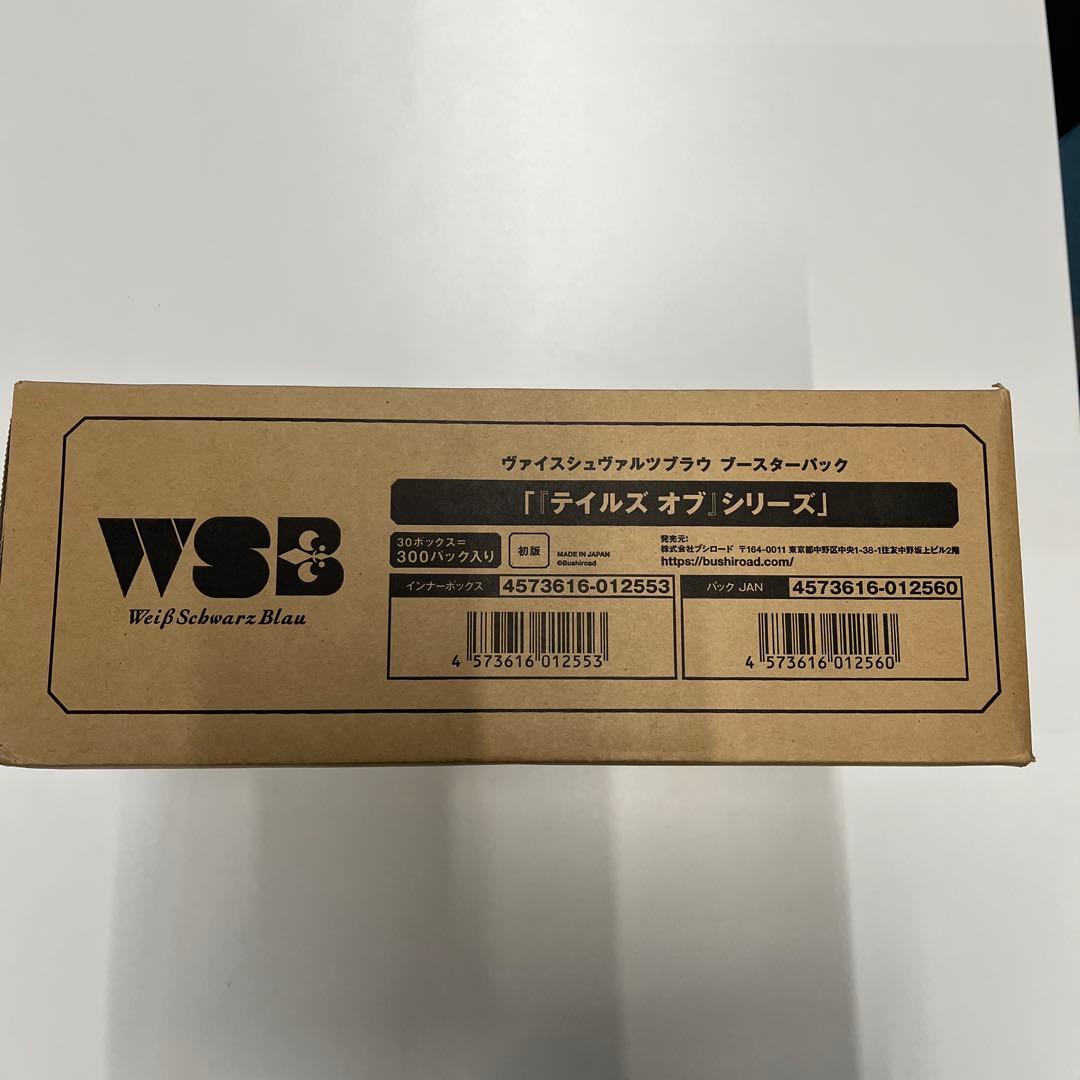 WSB
Weiß Schwarz Blau
ヴァイスシュヴァルツブラウ ブースターパック
「『テイルズ オブ』シリーズ」
30ボックス=
300パック入り
初版
MADE IN JAPAN
©Bushiroad
発売元:
株式会社ブシロード 〒164-0011 東京都中野区中央1-38-1住友中野坂上ビル2階
https://bushiroad.com/
インナーボックス 4573616-012553
4 573616 012553
パック JAN 4573616-012560
4 573616 012560